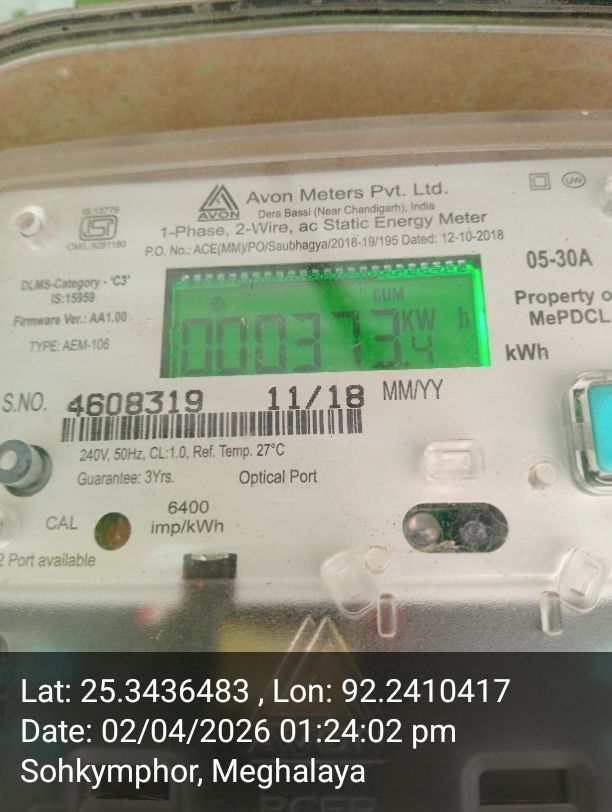 Avon Meters Pvt. Ltd.
AVON
Dera Bassi (Near Chandigarh), India
IS:13779
ISI
CM/L:9261180
1-Phase, 2-Wire, ac Static Energy Meter
P.O. No.: ACE(MM)/PO/Saubhagya/2018-19/195 Dated: 12-10-2018
UW
05-30A
DLMS-Category - 'C3'
IS:15959
Firmware Ver.: AA1.00
TYPE: AEM-106
Property o
MePDCL
CUM
000373.4 KW h
kWh
S.NO. 4608319 11/18 MM/YY
240V, 50Hz, CL:1.0, Ref. Temp. 27°C
Guarantee: 3Yrs. Optical Port
CAL
6400
imp/kWh
2 Port available
Lat: 25.3436483 , Lon: 92.2410417
Date: 02/04/2026 01:24:02 pm
Sohkymphor, Meghalaya